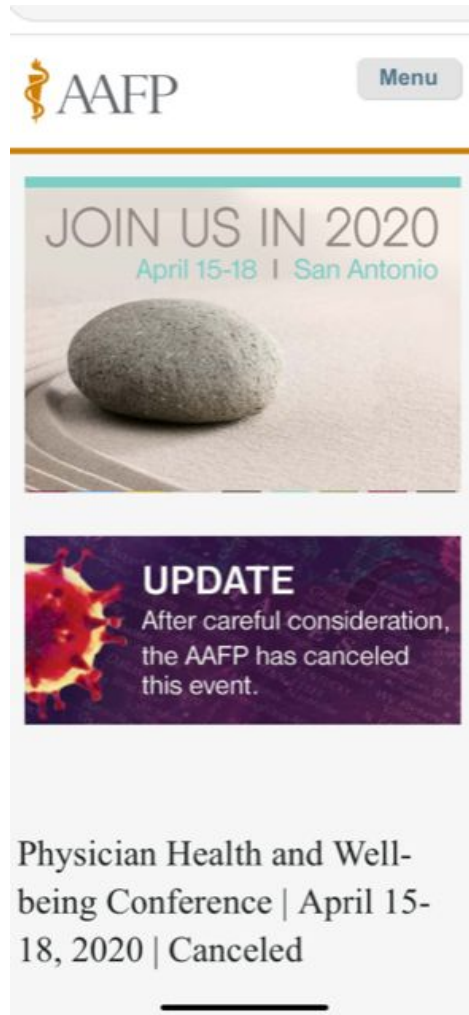 AAFP
Menu
JOIN US IN 2020
April 15-18 | San Antonio
UPDATE
After careful consideration,
the AAFP has canceled
this event.
Physician Health and Well-
being Conference | April 15-
18, 2020 | Canceled